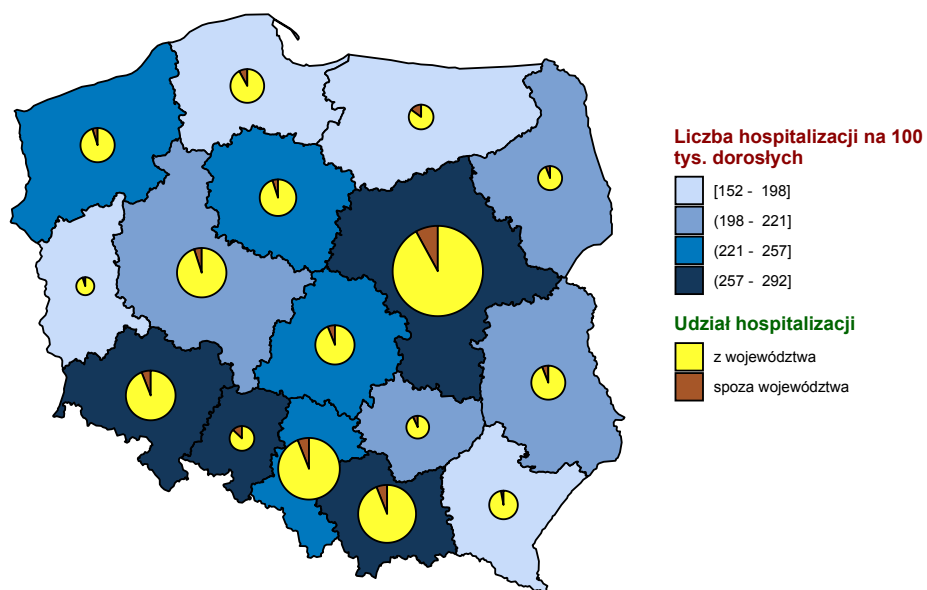 Liczba hospitalizacji na 100
tys. dorosłych
[152 - 198]
(198 - 221]
(221 - 257]
(257 - 292]
Udział hospitalizacji
z województwa
spoza województwa